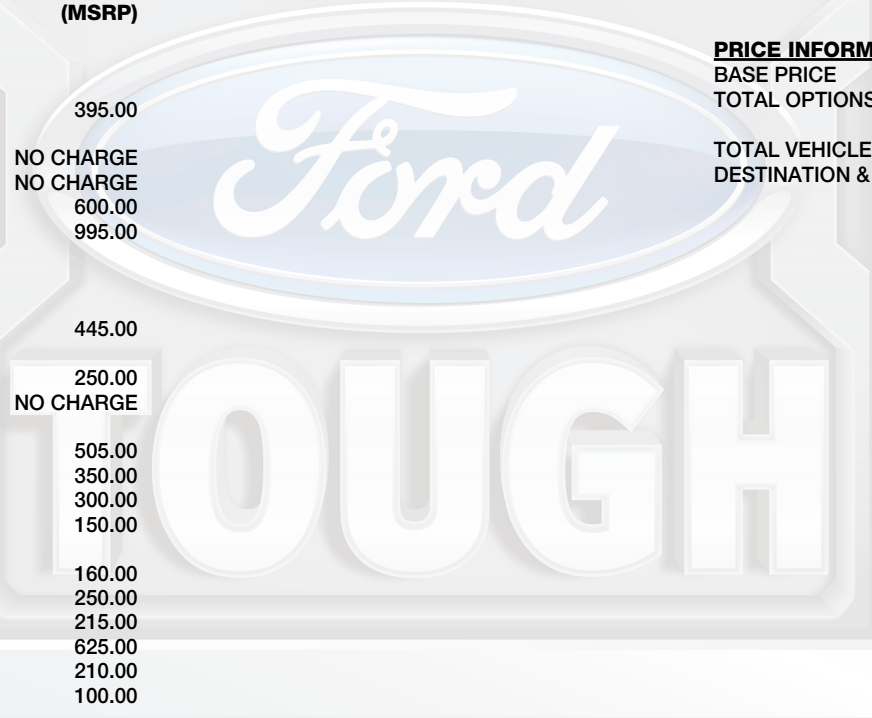 (MSRP)
395.00
NO CHARGE
NO CHARGE
600.00
995.00
445.00
250.00
NO CHARGE
505.00
350.00
300.00
150.00
160.00
250.00
215.00
625.00
210.00
100.00
PRICE INFORM
BASE PRICE
TOTAL OPTIONS
TOTAL VEHICLE
DESTINATION &
Ford
TOUGH